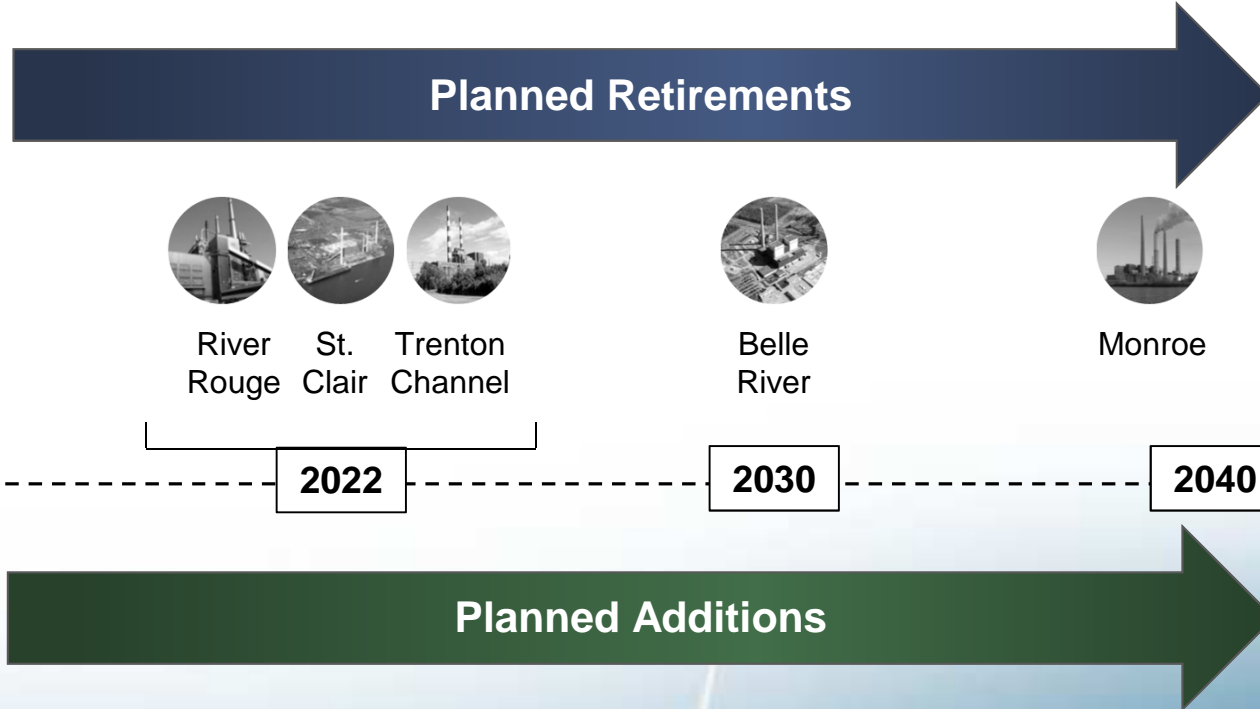 Planned Retirements
River Rouge
St. Clair
Trenton Channel
Belle River
Monroe
2022
2030
2040
Planned Additions